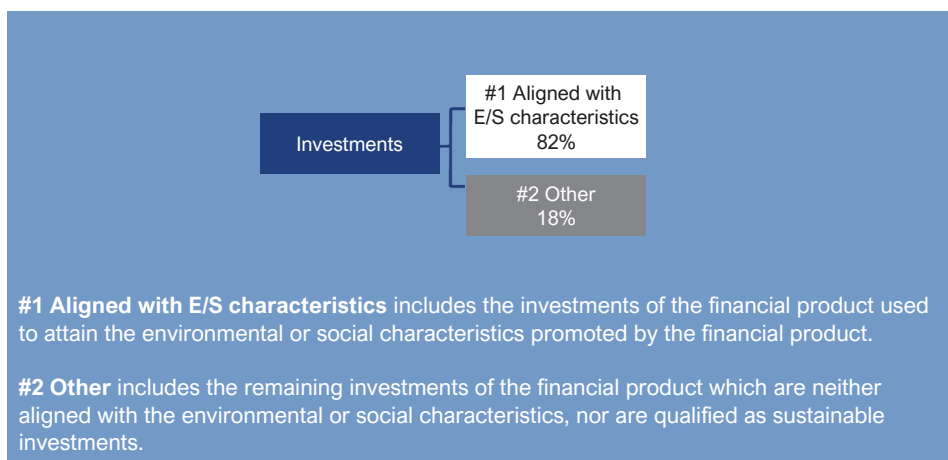 #1 Aligned with
E/S characteristics
82%
Investments
#2 Other
18%
#1 Aligned with E/S characteristics includes the investments of the financial product used
to attain the environmental or social characteristics promoted by the financial product.
#2 Other includes the remaining investments of the financial product which are neither
aligned with the environmental or social characteristics, nor are qualified as sustainable
investments.